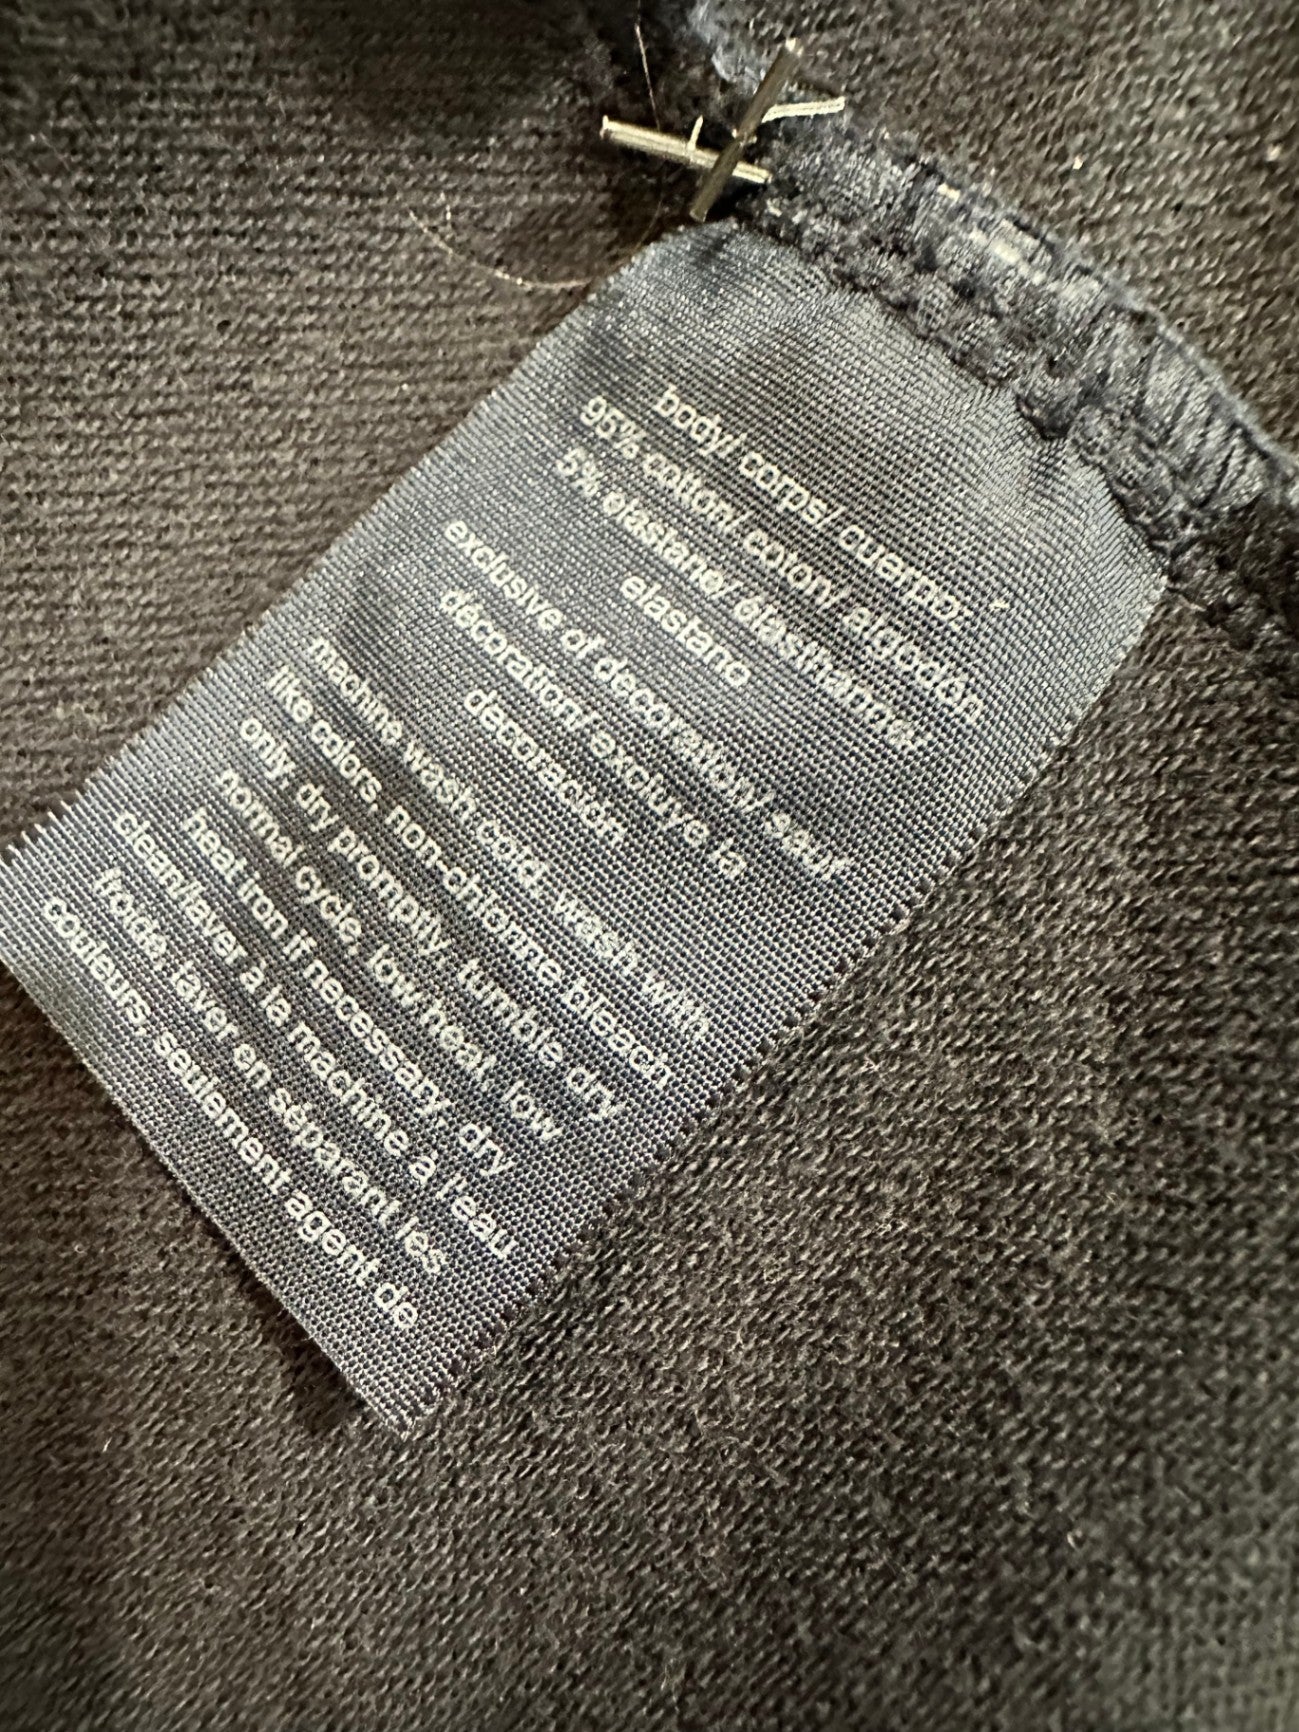 body/ corps/ cuerpo:
95% cotton/ coton/ algodón
5% elastane/ élasthanne/
elastano
exclusive of decoration/ sauf
décoration/ excluye la
decoración
machine wash cold, wash with
like colors, non-chlorine bleach
only, dry promptly, tumble dry
normal cycle, low heat, low
heat iron if necessary, dry
clean/laver à la machine à l'eau
froide, laver en séparant les
couleurs, seulement agent de